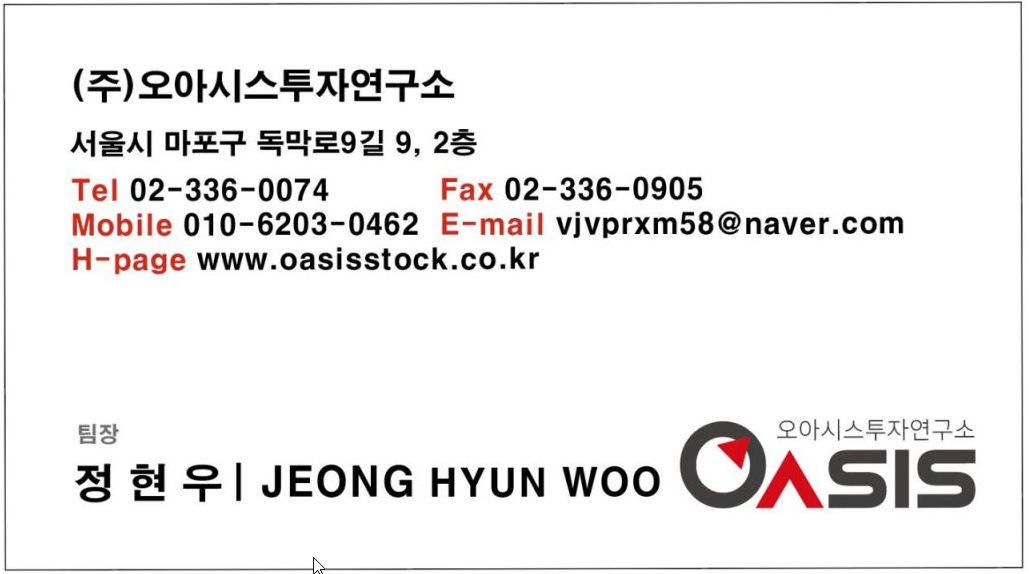 (주)오아시스투자연구소
서울시 마포구 독막로9길 9, 2층
Tel 02-336-0074 Fax 02-336-0905
Mobile 010-6203-0462 E-mail vjvprxm58@naver.com
H-page www.oasisstock.co.kr
팀장
정 현 우| JEONG HYUN WOO
오아시스투자연구소
OASIS